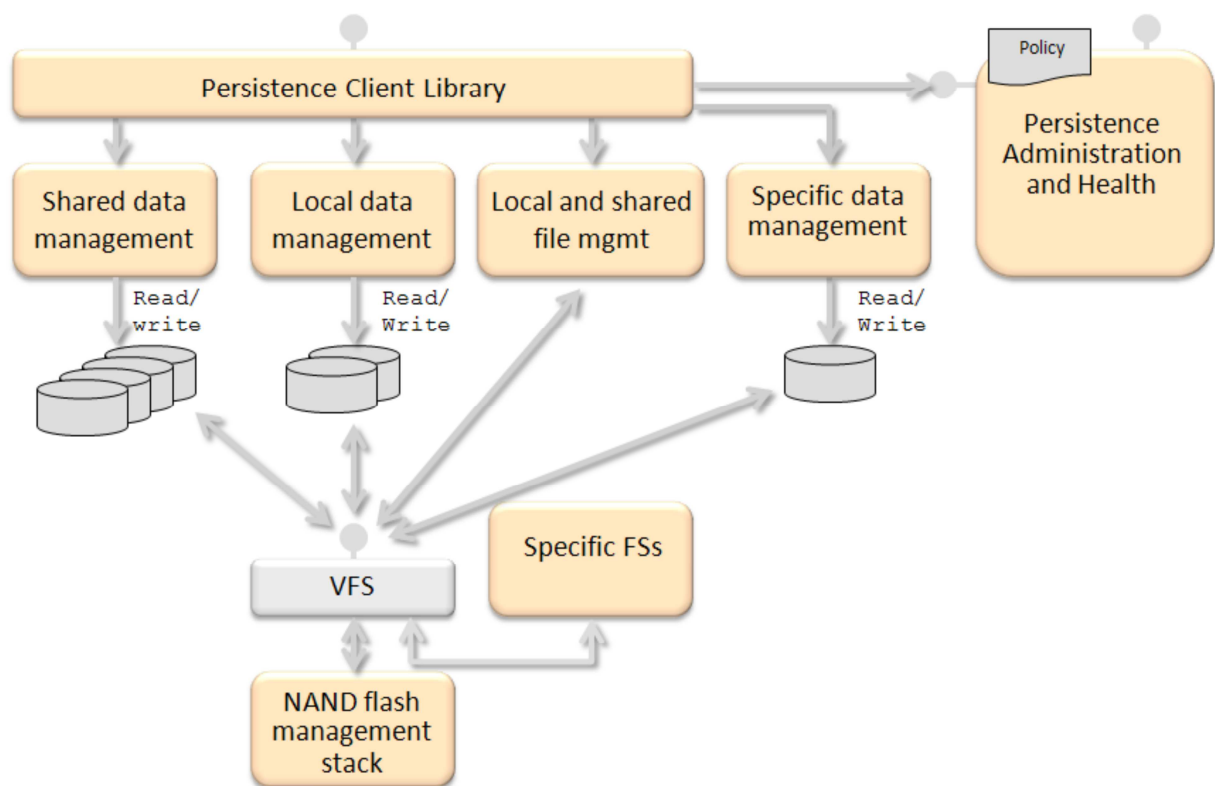 Policy
Persistence Client Library
Persistence
Administration
and Health
Shared data
management
Local data
management
Local and shared
file mgmt
Specific data
management
Read/
write
Read/
Write
Read/
Write
Specific FSs
VFS
NAND flash
management
stack